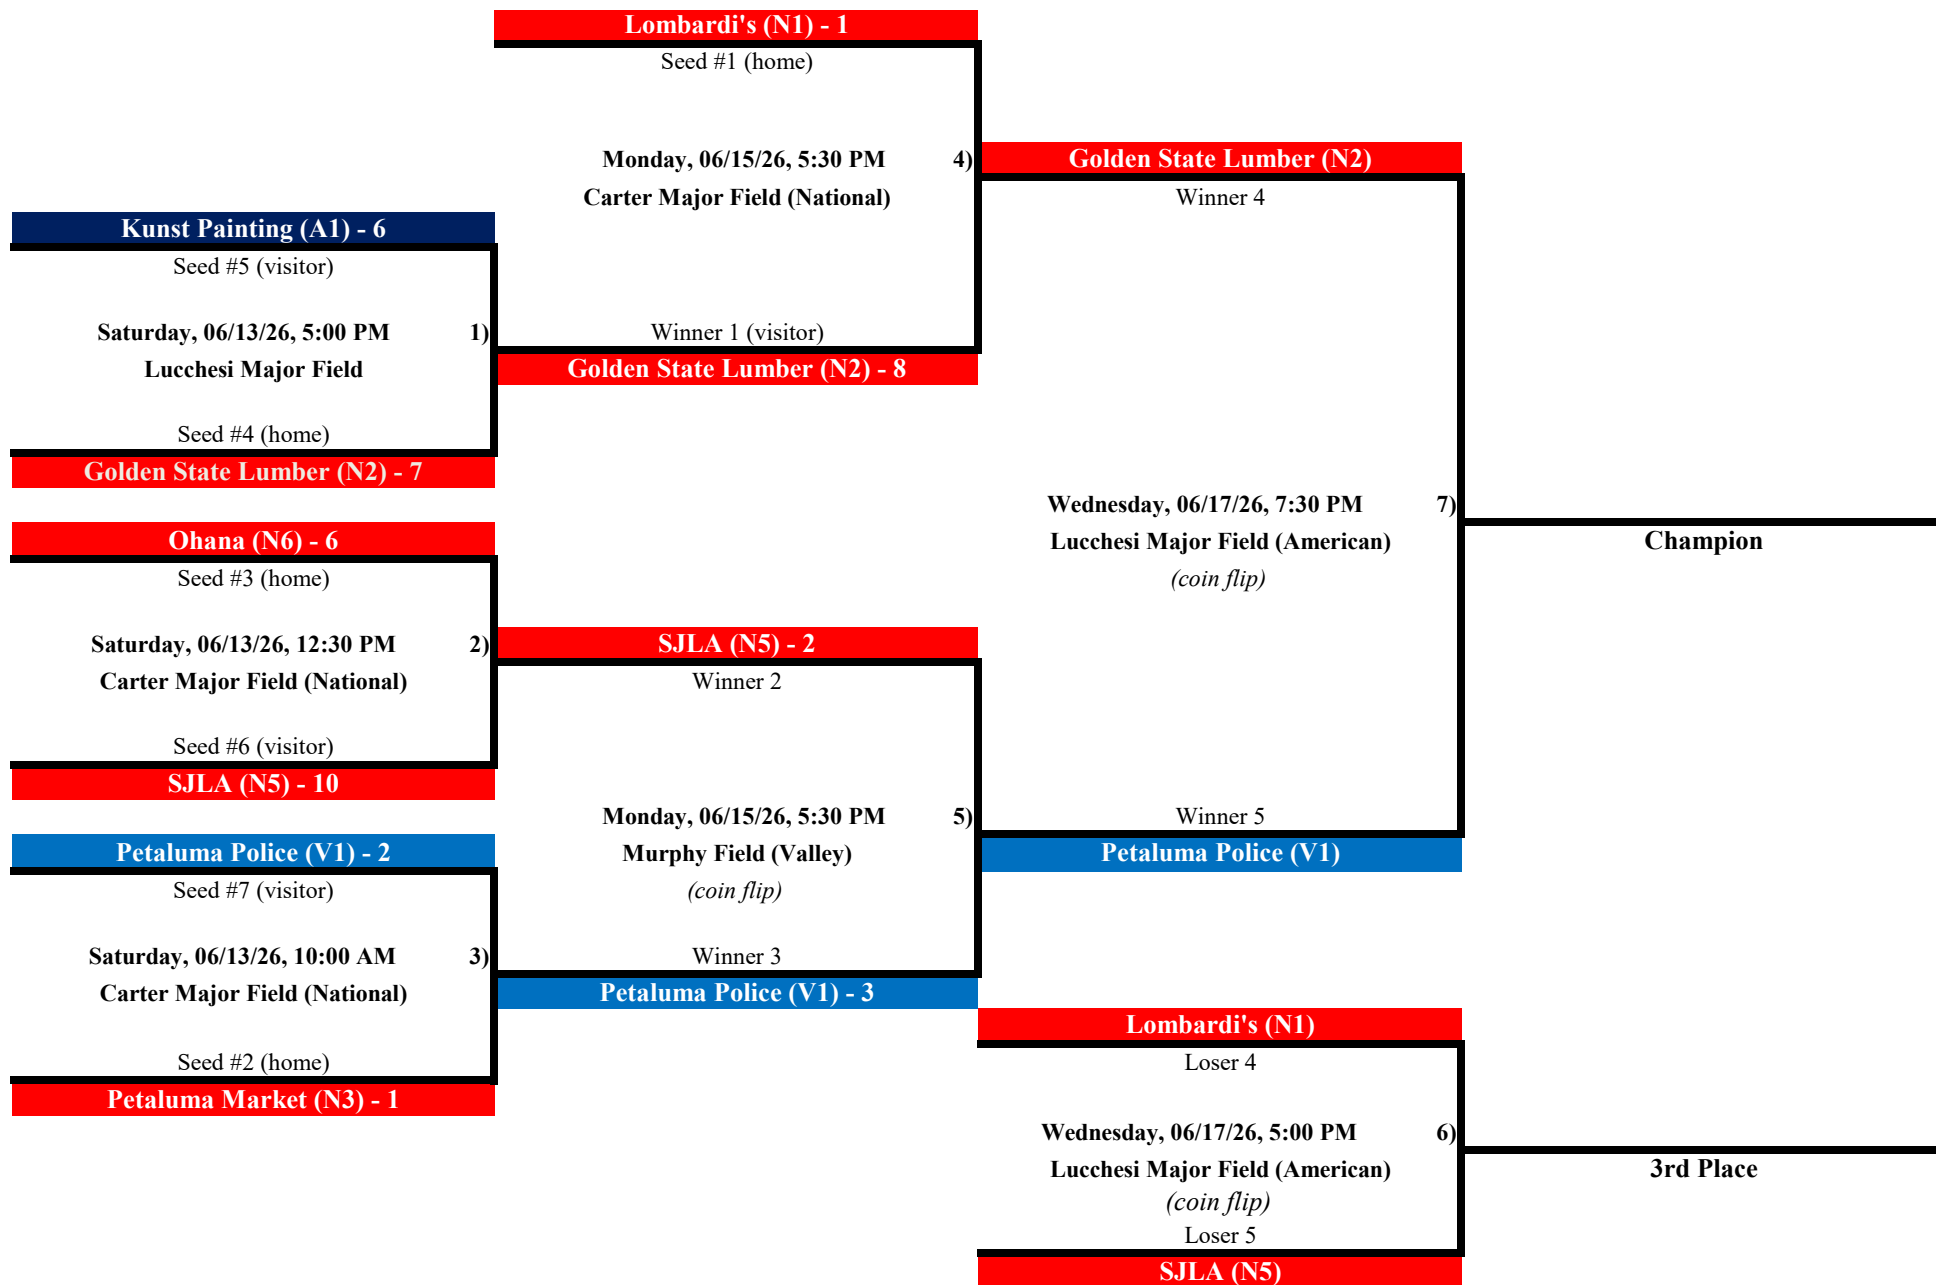 Lombardi's (N1) - 1
Seed #1 (home)
Monday, 06/15/26, 5:30 PM 4)
Carter Major Field (National)
Golden State Lumber (N2)
Winner 4
Kunst Painting (A1) - 6
Seed #5 (visitor)
Saturday, 06/13/26, 5:00 PM 1)
Lucchesi Major Field
Winner 1 (visitor)
Golden State Lumber (N2) - 8
Seed #4 (home)
Golden State Lumber (N2) - 7
Wednesday, 06/17/26, 7:30 PM 7)
Lucchesi Major Field (American)
(coin flip)
Champion
Ohana (N6) - 6
Seed #3 (home)
Saturday, 06/13/26, 12:30 PM 2)
Carter Major Field (National)
SJLA (N5) - 2
Winner 2
Seed #6 (visitor)
SJLA (N5) - 10
Monday, 06/15/26, 5:30 PM 5)
Murphy Field (Valley)
(coin flip)
Winner 5
Petaluma Police (V1)
Petaluma Police (V1) - 2
Seed #7 (visitor)
Saturday, 06/13/26, 10:00 AM 3)
Carter Major Field (National)
Winner 3
Petaluma Police (V1) - 3
Seed #2 (home)
Petaluma Market (N3) - 1
Lombardi's (N1)
Loser 4
Wednesday, 06/17/26, 5:00 PM 6)
Lucchesi Major Field (American)
(coin flip)
3rd Place
Loser 5
SJLA (N5)